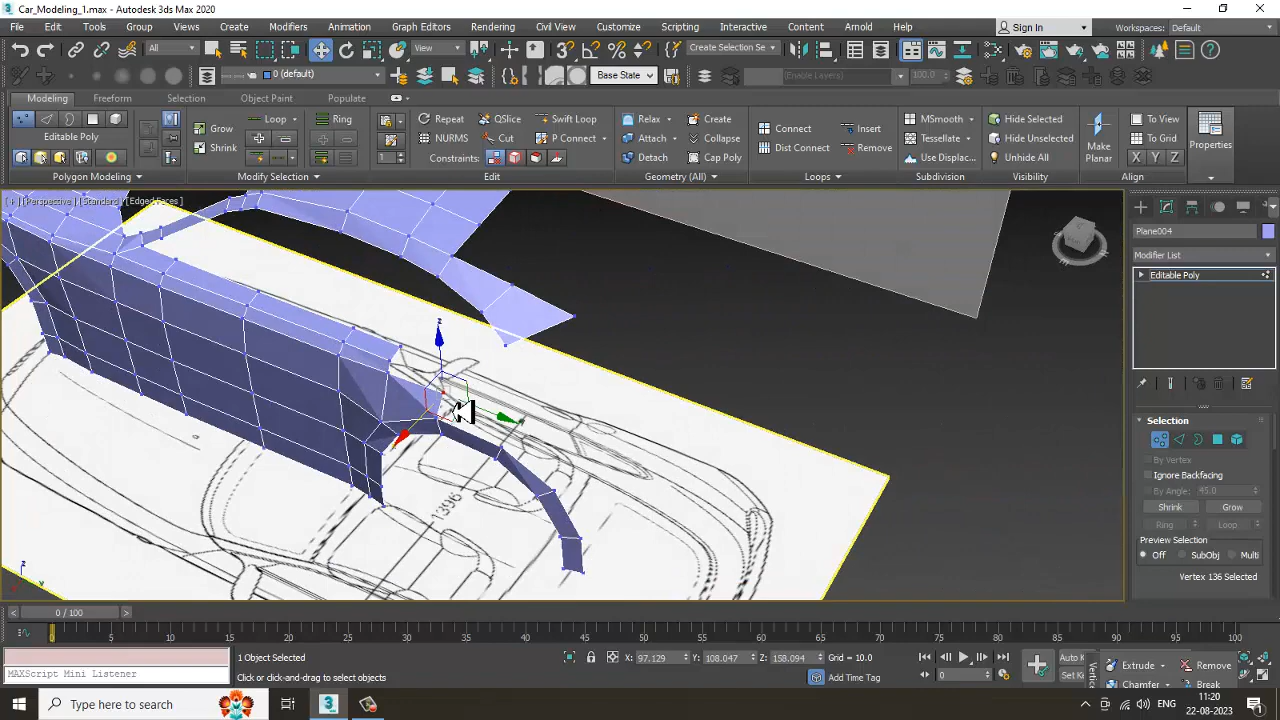 Car_Modeling_1.max - Autodesk 3ds Max 2020
File Edit Tools Group Views Create Modifiers Animation Graph Editors Rendering Civil View Customize Scripting Interactive Content Arnold Help Sign In Workspaces: Default
All View Create Selection Se
0 (default) Base State (Enable Layers) 100.0
Modeling Freeform Selection Object Paint Populate
Grow Loop Ring Repeat QSlice Swift Loop Relax Create Connect Insert MSmooth Hide Selected To View
Editable Poly Shrink NURMS Cut P Connect Attach Collapse Dist Connect Remove Tessellate Hide Unselected Make Planar To Grid Properties
1 Constraints: Detach Cap Poly Use Displac... Unhide All X Y Z
Polygon Modeling Modify Selection Edit Geometry (All) Loops Subdivision Visibility Align
[+] [Perspective] [Standard] [Edged Faces]
Plane004
Modifier List
Editable Poly
1396
Selection
By Vertex
Ignore Backfacing
By Angle: 45.0
Shrink Grow
Ring Loop
Preview Selection
Off SubObj Multi
Vertex 136 Selected
0 / 100
0 5 10 15 20 25 30 35 40 45 50 55 60 65 70 75 80 85 90 95 100
1 Object Selected X: 97.129 Y: 108.047 Z: 158.094 Grid = 10.0 Auto K Extrude Remove
MAXScript Mini Listener Click or click-and-drag to select objects Add Time Tag 0 Set Ke Chamfer Break
Type here to search ENG 11:20
22-08-2023